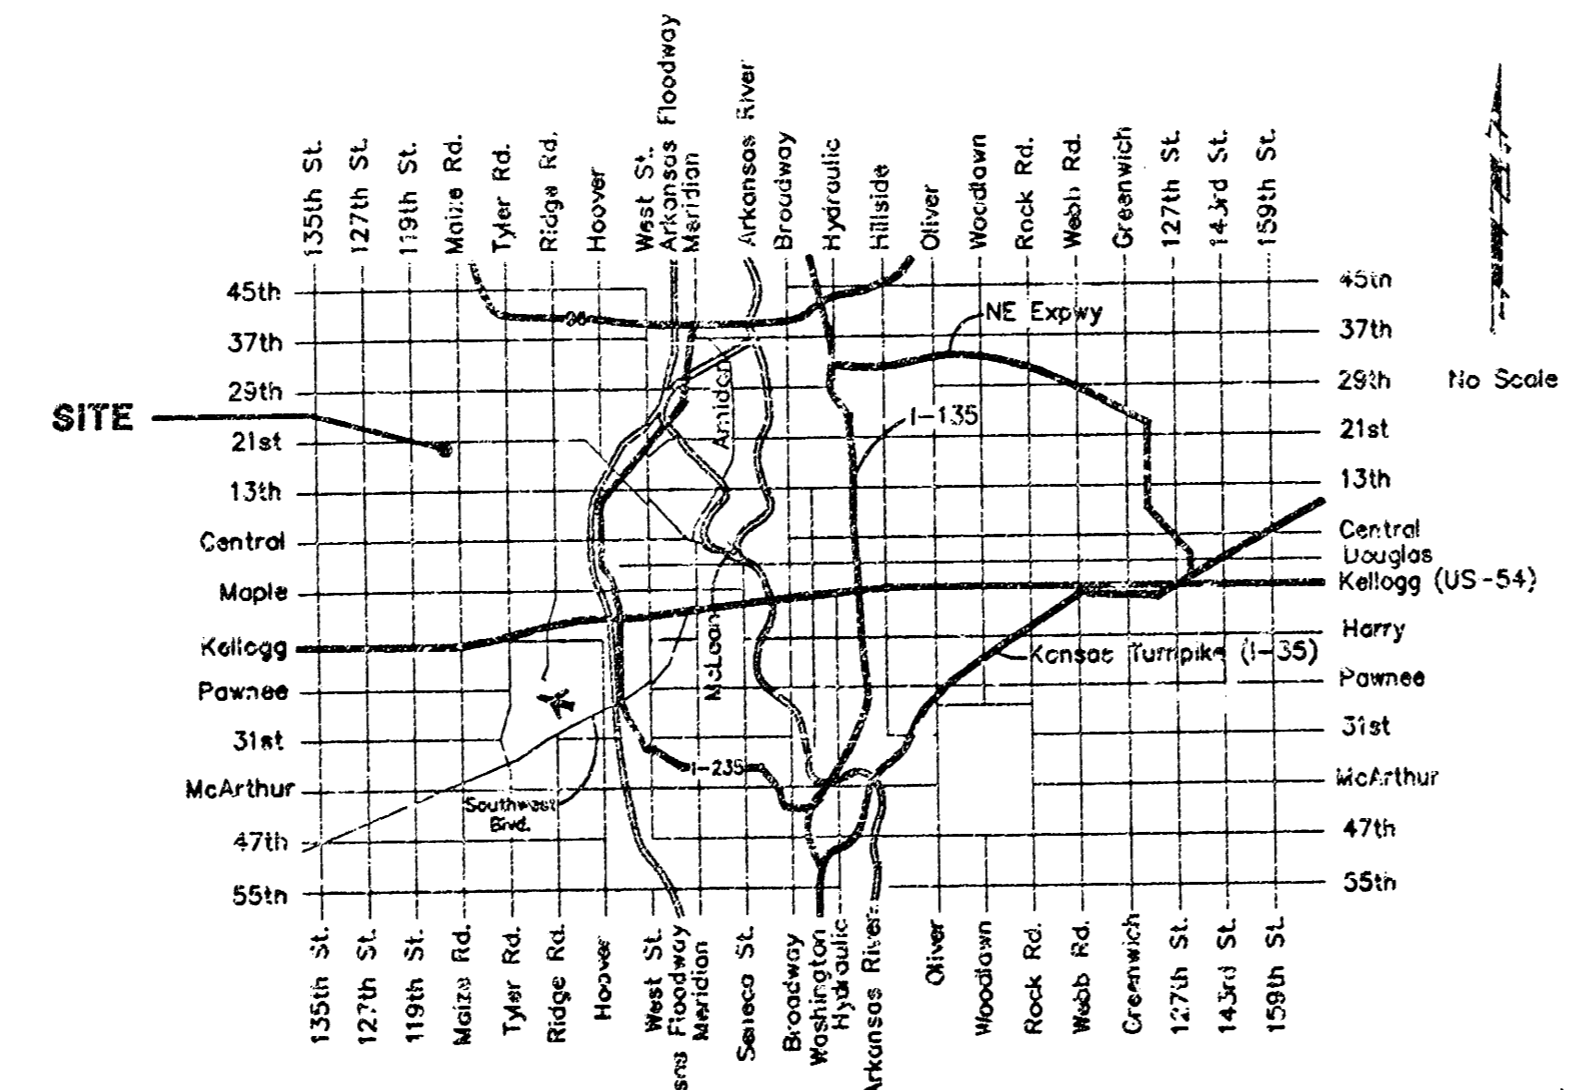 135th St.
127th St.
119th St.
Maize Rd.
Tyler Rd.
Ridge Rd.
Hoover
West St.
Arkansas Floodway
Meridian
Arkansas River
Broadway
Hydraulic
Hillside
Oliver
Woodlawn
Rock Rd.
Webb Rd.
Greenwich
127th St.
143rd St.
159th St.
45th
37th
29th
SITE
21st
13th
Central
Maple
Kellogg
Pawnee
31st
McArthur
47th
55th
NE Expwy
I-135
Amidon
McLean
I-235
Southwest
Blvd.
Kansas Turnpike (I-35)
45th
37th
29th
No Scale
21st
13th
Central
Douglas
Kellogg (US-54)
Harry
Pawnee
31st
McArthur
47th
55th
135th St.
127th St.
119th St.
Maize Rd.
Tyler Rd.
Ridge Rd.
Hoover
West St.
sas Floodway
Meridian
Seneca St.
Broadway
Washington
Hydraulic
Arkansas River
Oliver
Woodlawn
Rock Rd.
Webb Rd.
Greenwich
127th St.
143rd St.
159th St.